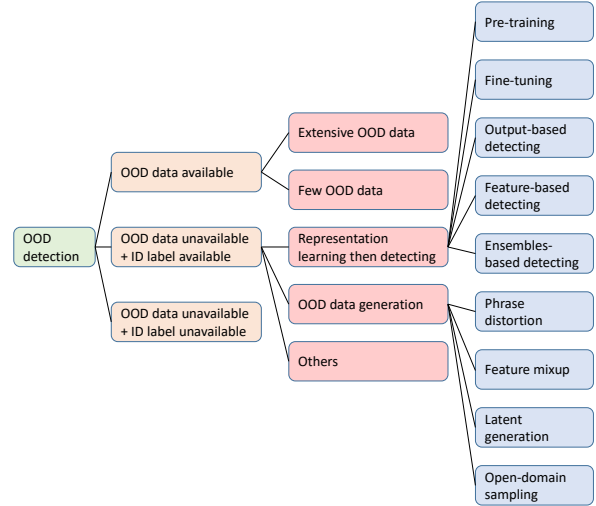 OOD
detection
OOD data available
OOD data unavailable
+ ID label available
OOD data unavailable
+ ID label unavailable
Extensive OOD data
Few OOD data
Representation
learning then detecting
OOD data generation
Others
Pre-training
Fine-tuning
Output-based
detecting
Feature-based
detecting
Ensembles-
based detecting
Phrase
distortion
Feature mixup
Latent
generation
Open-domain
sampling